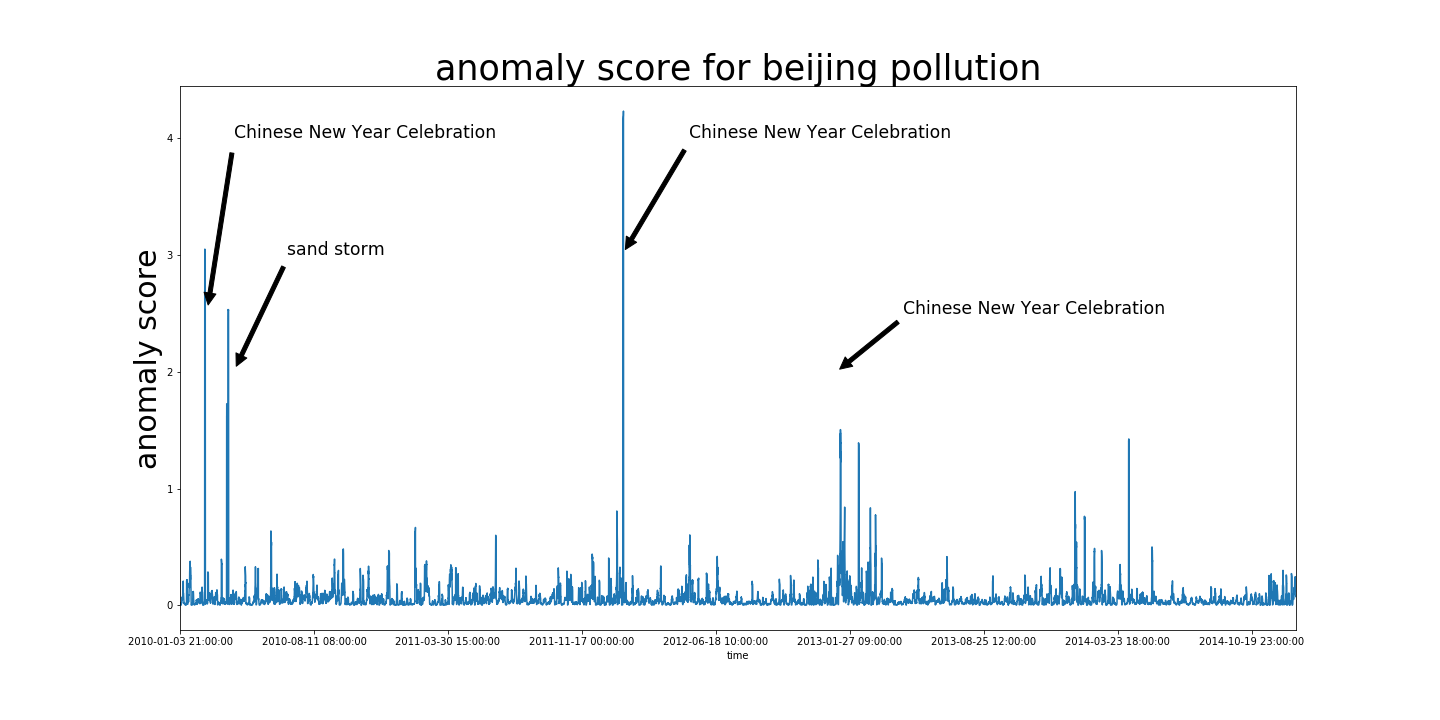 anomaly score for beijing pollution
Chinese New Year Celebration
Chinese New Year Celebration
sand storm
Chinese New Year Celebration
anomaly score
4
3
2
1
0
2010-01-03 21:00:00
2010-08-11 08:00:00
2011-03-30 15:00:00
2011-11-17 00:00:00
2012-06-18 10:00:00
2013-01-27 09:00:00
2013-08-25 12:00:00
2014-03-23 18:00:00
2014-10-19 23:00:00
time